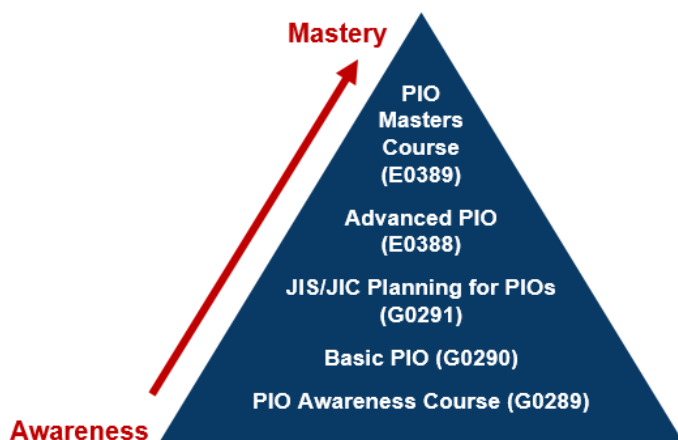 Mastery
PIO
Masters
Course
(E0389)
Advanced PIO
(E0388)
JIS/JIC Planning for PIOs
(G0291)
Basic PIO (G0290)
PIO Awareness Course (G0289)
Awareness